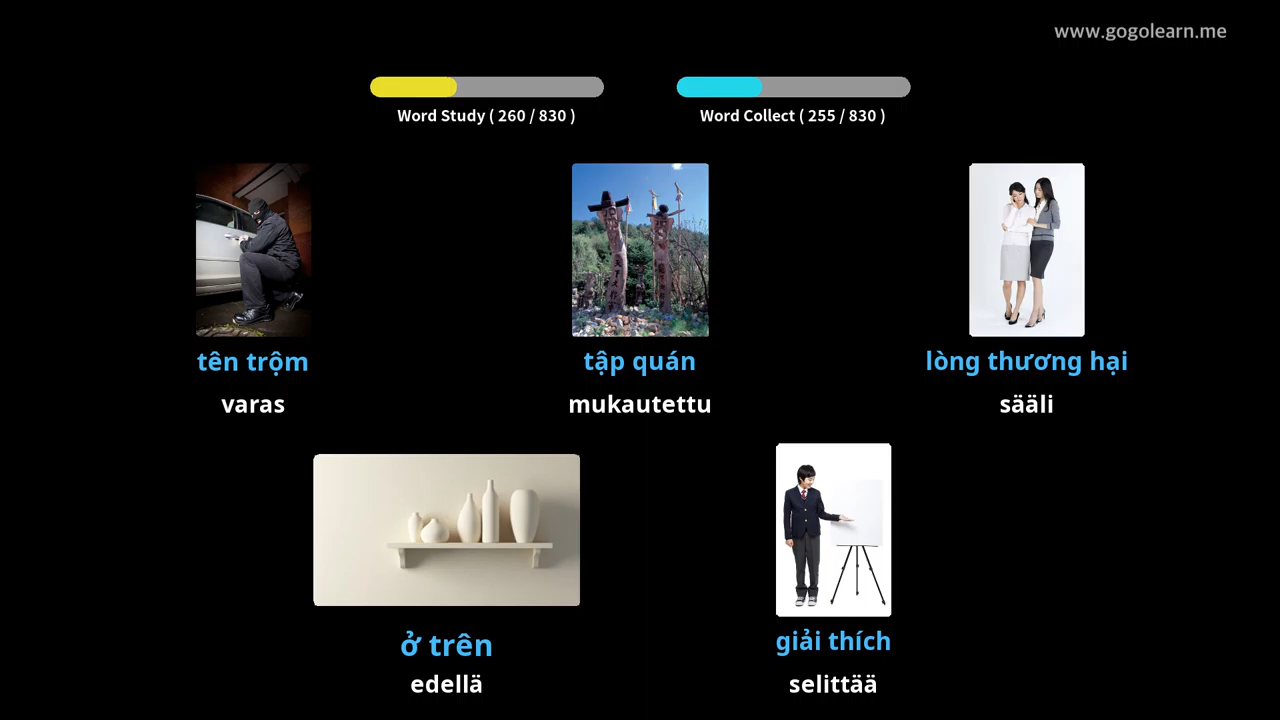 www.gogolearn.me
Word Study ( 260 / 830 )
Word Collect ( 255 / 830 )
tên trộm
tập quán
lòng thương hại
varas
mukautettu
sääli
ở trên
giải thích
edellä
selittää